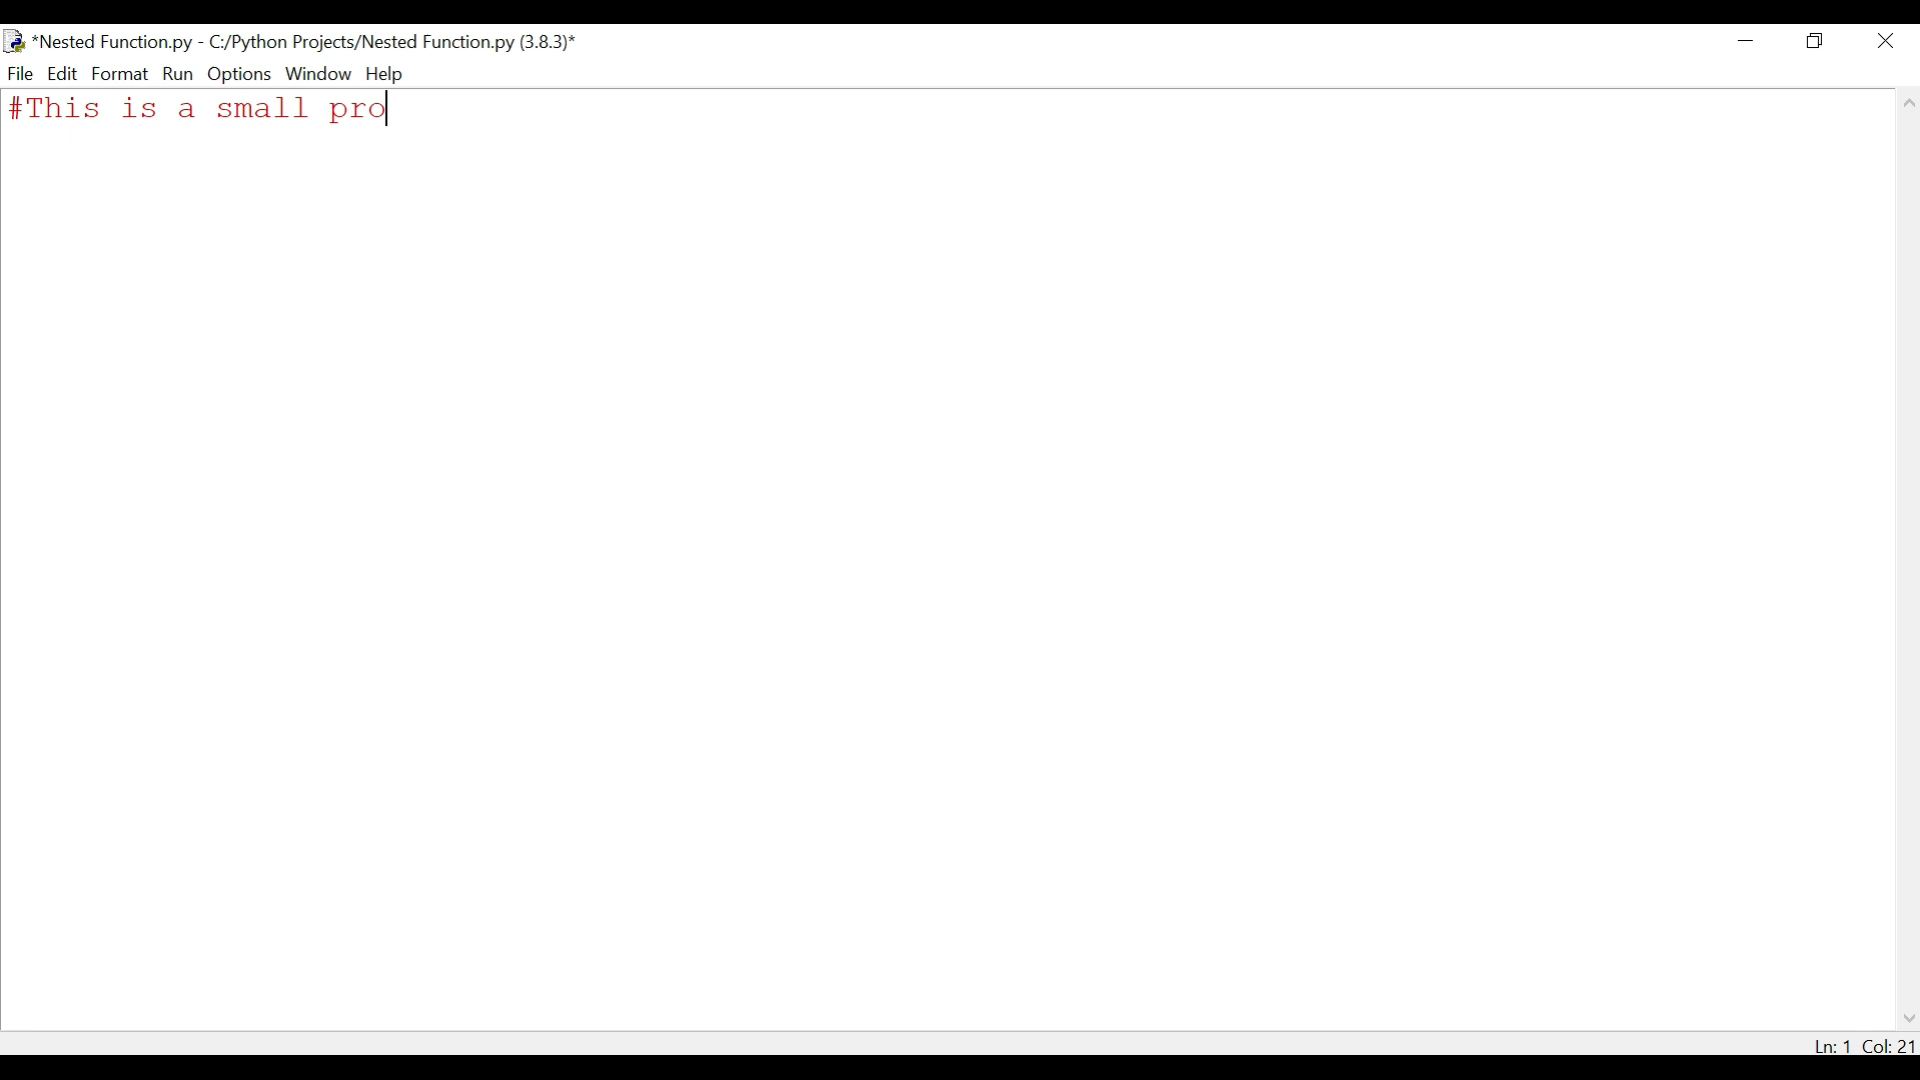 *Nested Function.py - C:/Python Projects/Nested Function.py (3.8.3)*
File Edit Format Run Options Window Help
#This is a small pro
Ln: 1 Col: 21